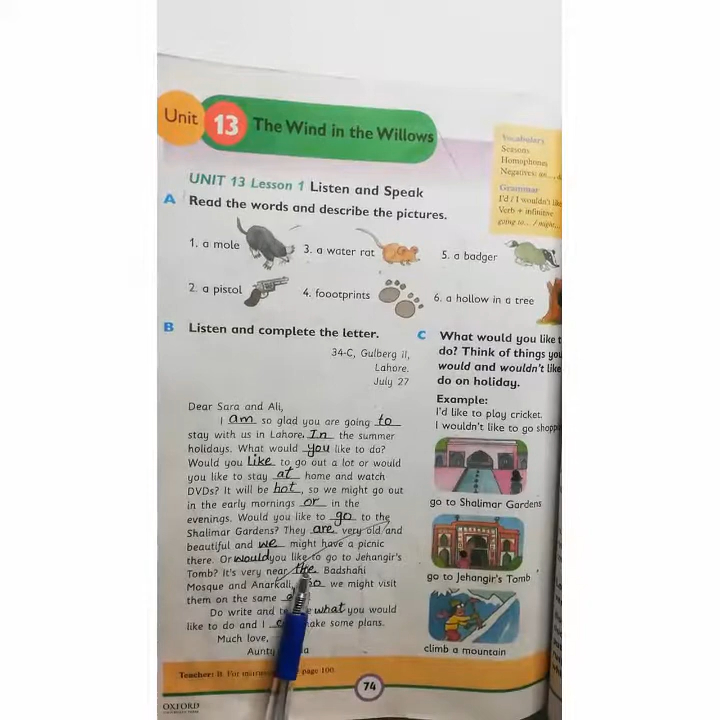 Unit 13 The Wind in the Willows
Vocabulary
Seasons
Homophones
Negatives: un...,
Grammar
I'd / I wouldn't like
Verb + infinitive
going to... / might...
UNIT 13 Lesson 1 Listen and Speak
A Read the words and describe the pictures.
1. a mole
3. a water rat
5. a badger
2. a pistol
4. foootprints
6. a hollow in a tree
B Listen and complete the letter.
34-C, Gulberg II,
Lahore.
July 27
Dear Sara and Ali,
I am so glad you are going to
stay with us in Lahore. In the summer
holidays. What would you like to do?
Would you like to go out a lot or would
you like to stay at home and watch
DVDs? It will be hot, so we might go out
in the early mornings or in the
evenings. Would you like to go to the
Shalimar Gardens? They are very old and
beautiful and we might have a picnic
there. Or would you like to go to Jehangir's
Tomb? It's very near the Badshahi
Mosque and Anarkali, so we might visit
them on the same
Do write and what you would
like to do and I make some plans.
Much love,
Aunty
C What would you like t
do? Think of things you
would and wouldn't like
do on holiday.
Example:
I'd like to play cricket.
I wouldn't like to go shopp
go to Shalimar Gardens
go to Jehangir's Tomb
climb a mountain
Teacher: B. For page 100.
74
OXFORD